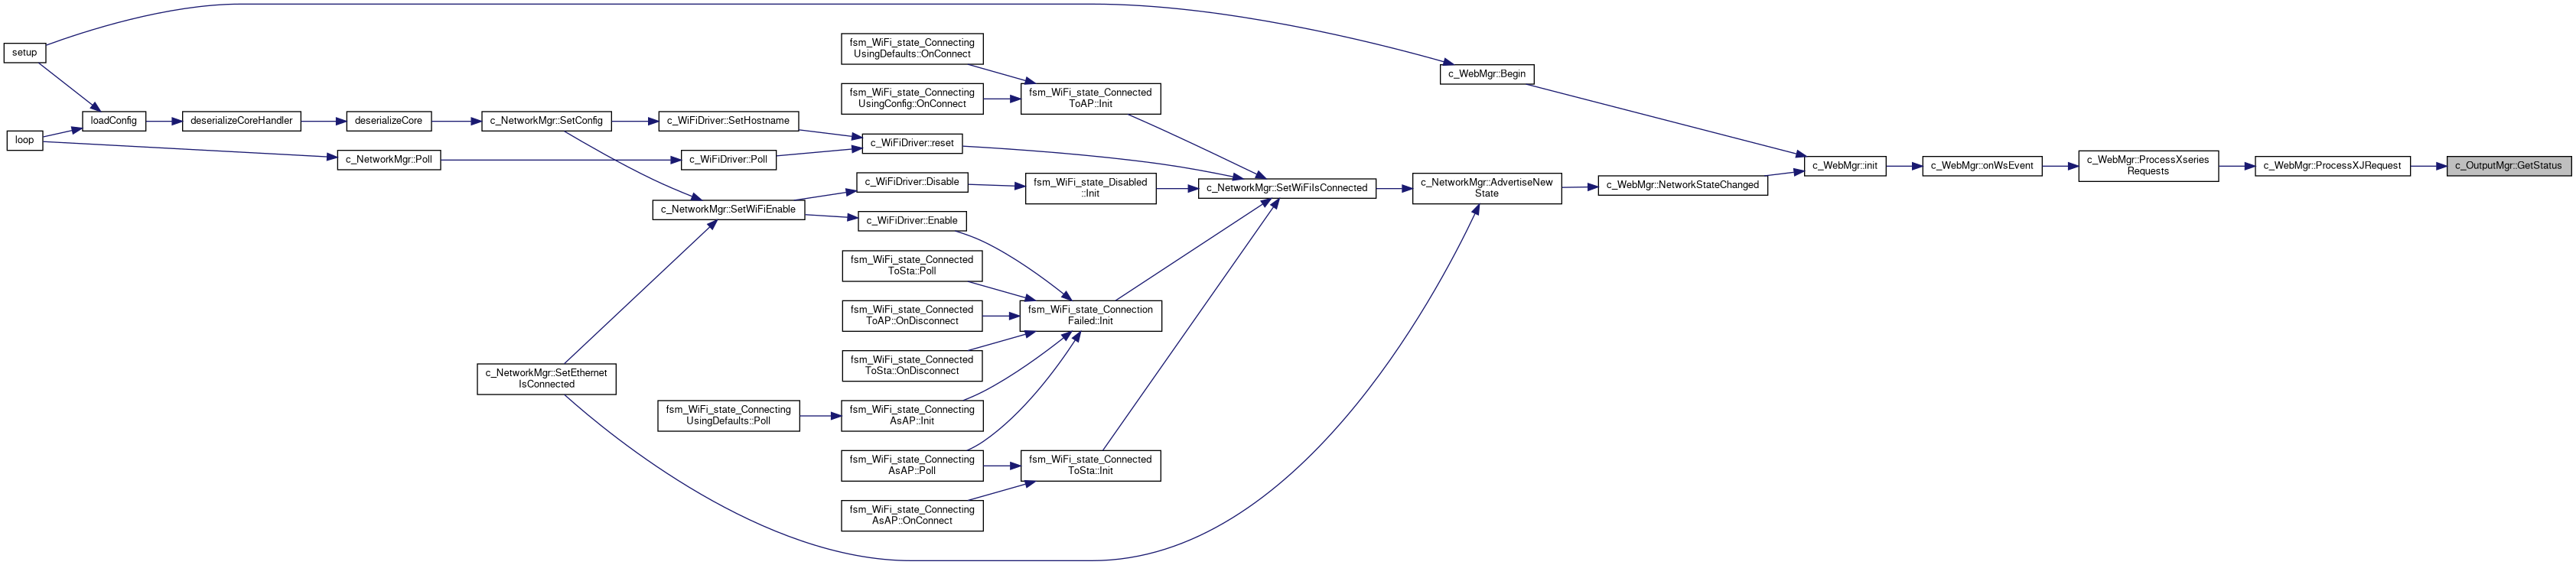 setup
loop
loadConfig
deserializeCoreHandler
deserializeCore
c_NetworkMgr::Poll
c_NetworkMgr::SetConfig
c_NetworkMgr::SetEthernet
IsConnected
c_WiFiDriver::SetHostname
c_WiFiDriver::Poll
c_NetworkMgr::SetWiFiEnable
fsm_WiFi_state_Connecting
UsingDefaults::Poll
fsm_WiFi_state_Connecting
UsingDefaults::OnConnect
fsm_WiFi_state_Connecting
UsingConfig::OnConnect
c_WiFiDriver::reset
c_WiFiDriver::Disable
c_WiFiDriver::Enable
fsm_WiFi_state_Connected
ToSta::Poll
fsm_WiFi_state_Connected
ToAP::OnDisconnect
fsm_WiFi_state_Connected
ToSta::OnDisconnect
fsm_WiFi_state_Connecting
AsAP::Init
fsm_WiFi_state_Connecting
AsAP::Poll
fsm_WiFi_state_Connecting
AsAP::OnConnect
fsm_WiFi_state_Connected
ToAP::Init
fsm_WiFi_state_Disabled
::Init
fsm_WiFi_state_Connection
Failed::Init
fsm_WiFi_state_Connected
ToSta::Init
c_NetworkMgr::SetWiFiIsConnected
c_NetworkMgr::AdvertiseNew
State
c_WebMgr::Begin
c_WebMgr::NetworkStateChanged
c_WebMgr::init
c_WebMgr::onWsEvent
c_WebMgr::ProcessXseries
Requests
c_WebMgr::ProcessXJRequest
c_OutputMgr::GetStatus